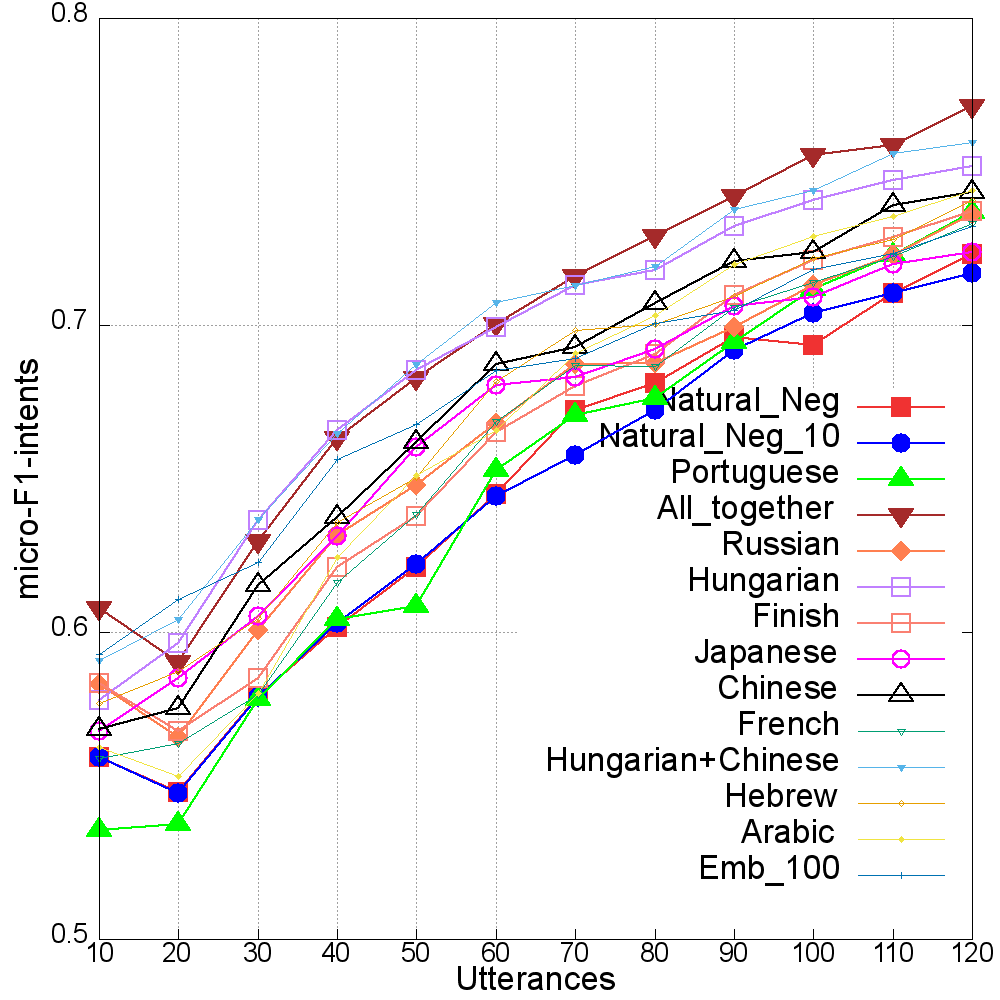 0.8
0.7
0.6
0.5
micro-F1-intents
Natural_Neg
Natural_Neg_10
Portuguese
All_together
Russian
Hungarian
Finish
Japanese
Chinese
French
Hungarian+Chinese
Hebrew
Arabic
Emb_100
10 20 30 40 50 60 70 80 90 100 110 120
Utterances